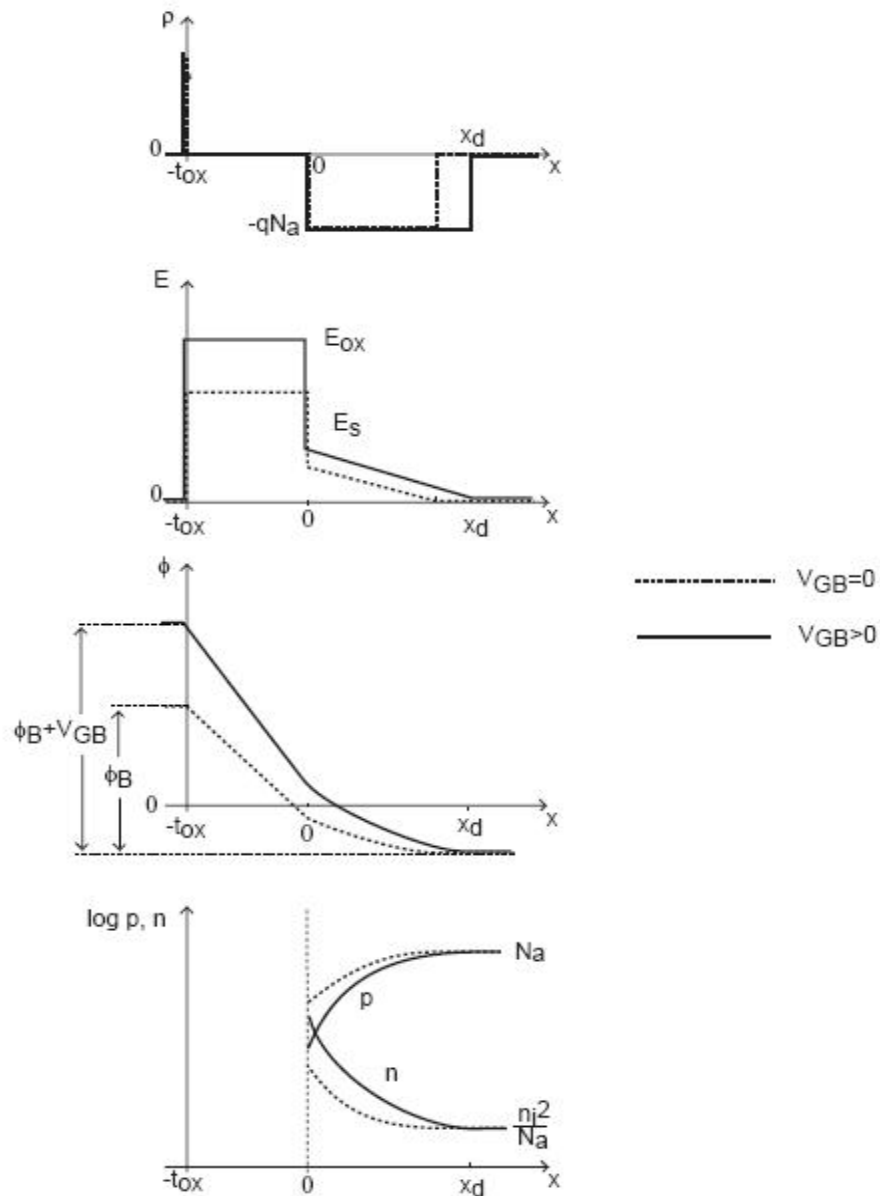 ρ
0
-tox
0
xd
x
-qNa
E
Eox
Es
0
-tox
0
xd
x
ϕ
VGB=0
VGB>0
ϕB+VGB
ϕB
0
-tox
0
xd
x
log p, n
Na
p
n
ni2
Na
-tox
0
xd
x